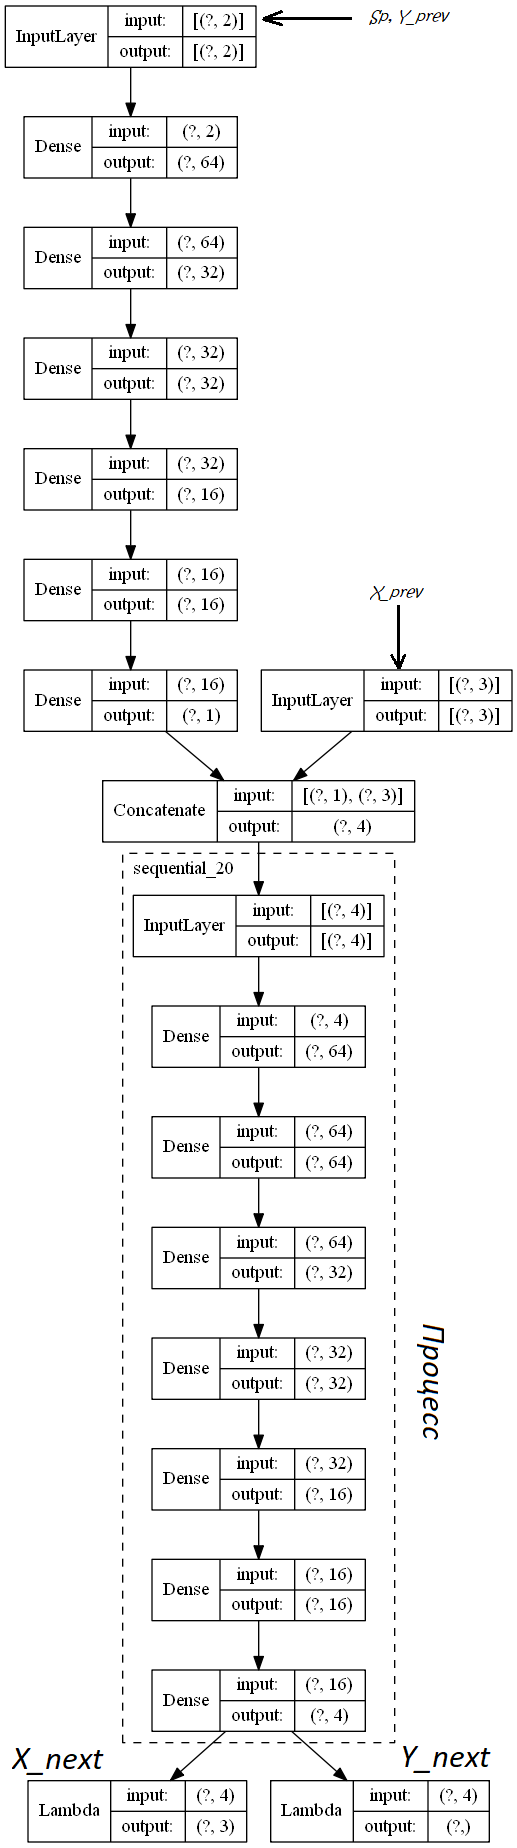 InputLayer
input: [(?, 2)]
output: [(?, 2)]
Sp, Y_prev
Dense
input: (?, 2)
output: (?, 64)
Dense
input: (?, 64)
output: (?, 32)
Dense
input: (?, 32)
output: (?, 32)
Dense
input: (?, 32)
output: (?, 16)
Dense
input: (?, 16)
output: (?, 16)
X_prev
Dense
input: (?, 16)
output: (?, 1)
InputLayer
input: [(?, 3)]
output: [(?, 3)]
Concatenate
input: [(?, 1), (?, 3)]
output: (?, 4)
sequential_20
InputLayer
input: [(?, 4)]
output: [(?, 4)]
Dense
input: (?, 4)
output: (?, 64)
Dense
input: (?, 64)
output: (?, 64)
Dense
input: (?, 64)
output: (?, 32)
Процесс
Dense
input: (?, 32)
output: (?, 32)
Dense
input: (?, 32)
output: (?, 16)
Dense
input: (?, 16)
output: (?, 16)
Dense
input: (?, 16)
output: (?, 4)
X_next
Y_next
Lambda
input: (?, 4)
output: (?, 3)
Lambda
input: (?, 4)
output: (?,)